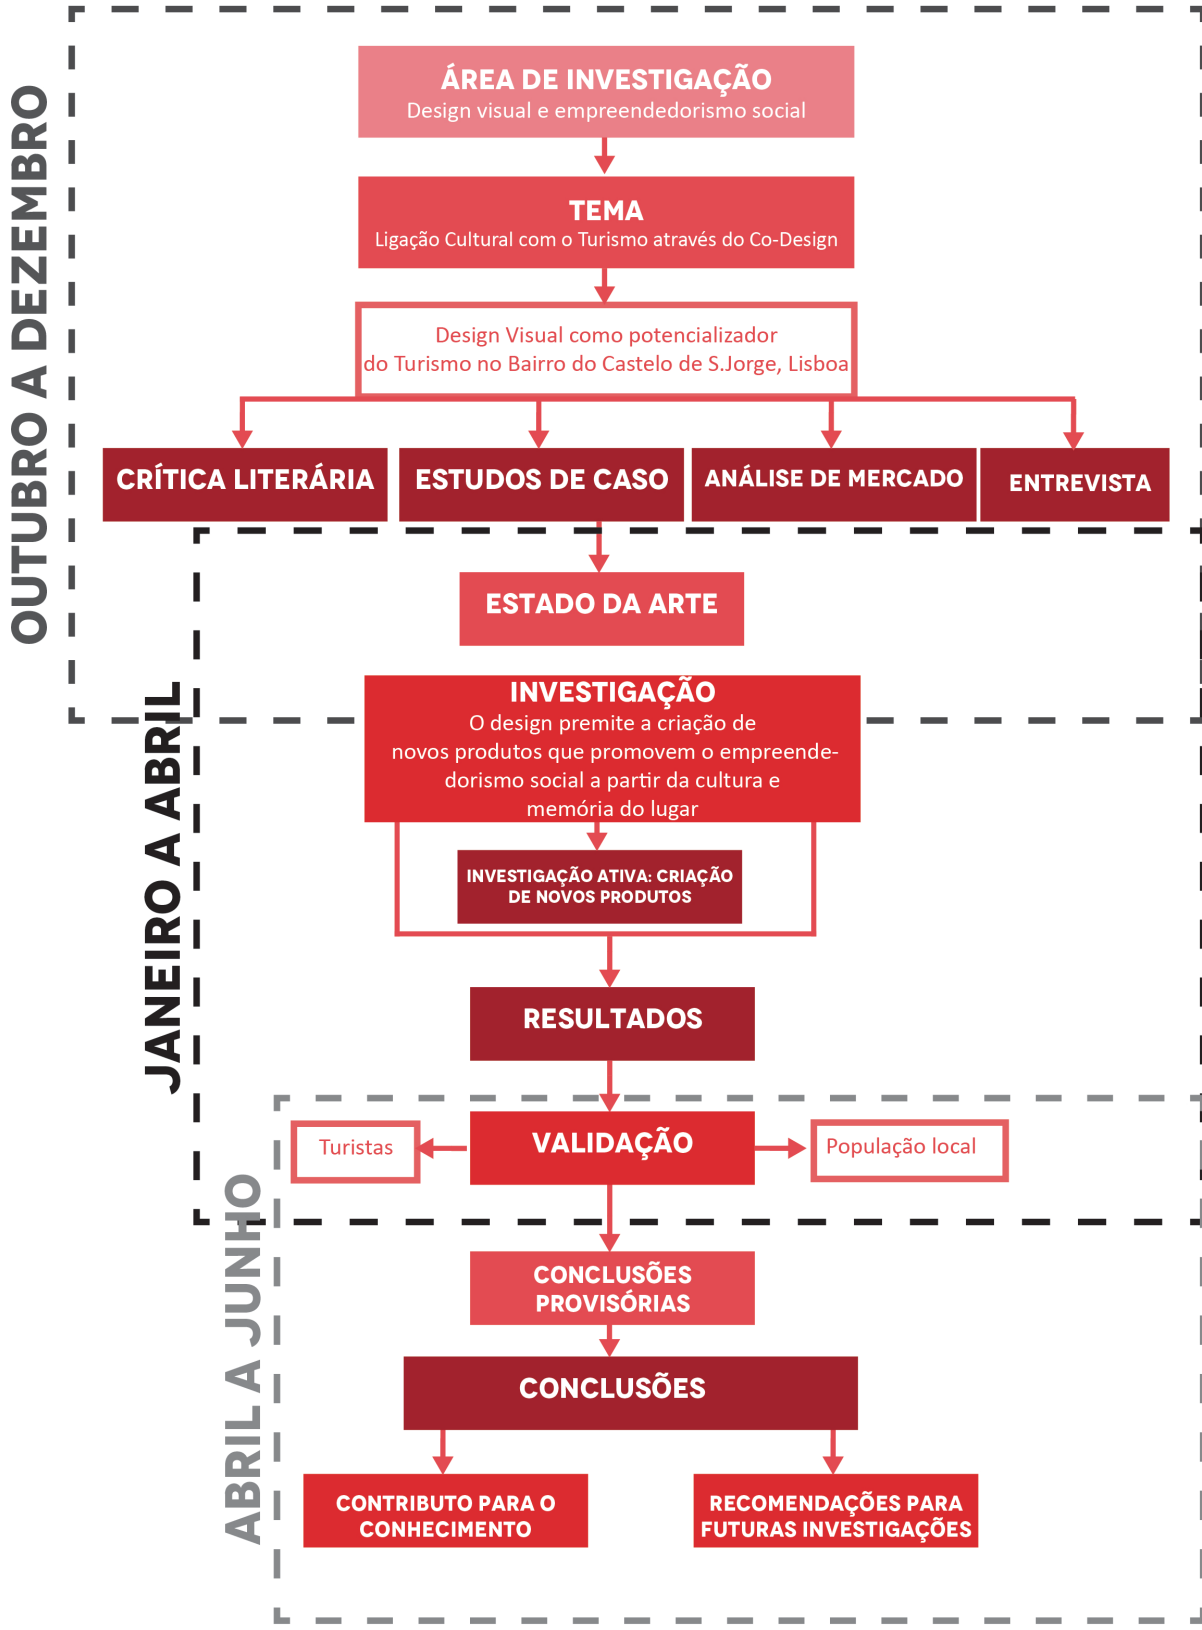 OUTUBRO A DEZEMBRO
ÁREA DE INVESTIGAÇÃO
Design visual e empreendedorismo social
TEMA
Ligação Cultural com o Turismo através do Co-Design
Design Visual como potencializador
do Turismo no Bairro do Castelo de S.Jorge, Lisboa
CRÍTICA LITERÁRIA
ESTUDOS DE CASO
ANÁLISE DE MERCADO
ENTREVISTA
JANEIRO A ABRIL
ESTADO DA ARTE
INVESTIGAÇÃO
O design premite a criação de
novos produtos que promovem o empreende-
dorismo social a partir da cultura e
memória do lugar
INVESTIGAÇÃO ATIVA: CRIAÇÃO
DE NOVOS PRODUTOS
RESULTADOS
ABRIL A JUNHO
Turistas
VALIDAÇÃO
População local
CONCLUSÕES
PROVISÓRIAS
CONCLUSÕES
CONTRIBUTO PARA O
CONHECIMENTO
RECOMENDAÇÕES PARA
FUTURAS INVESTIGAÇÕES